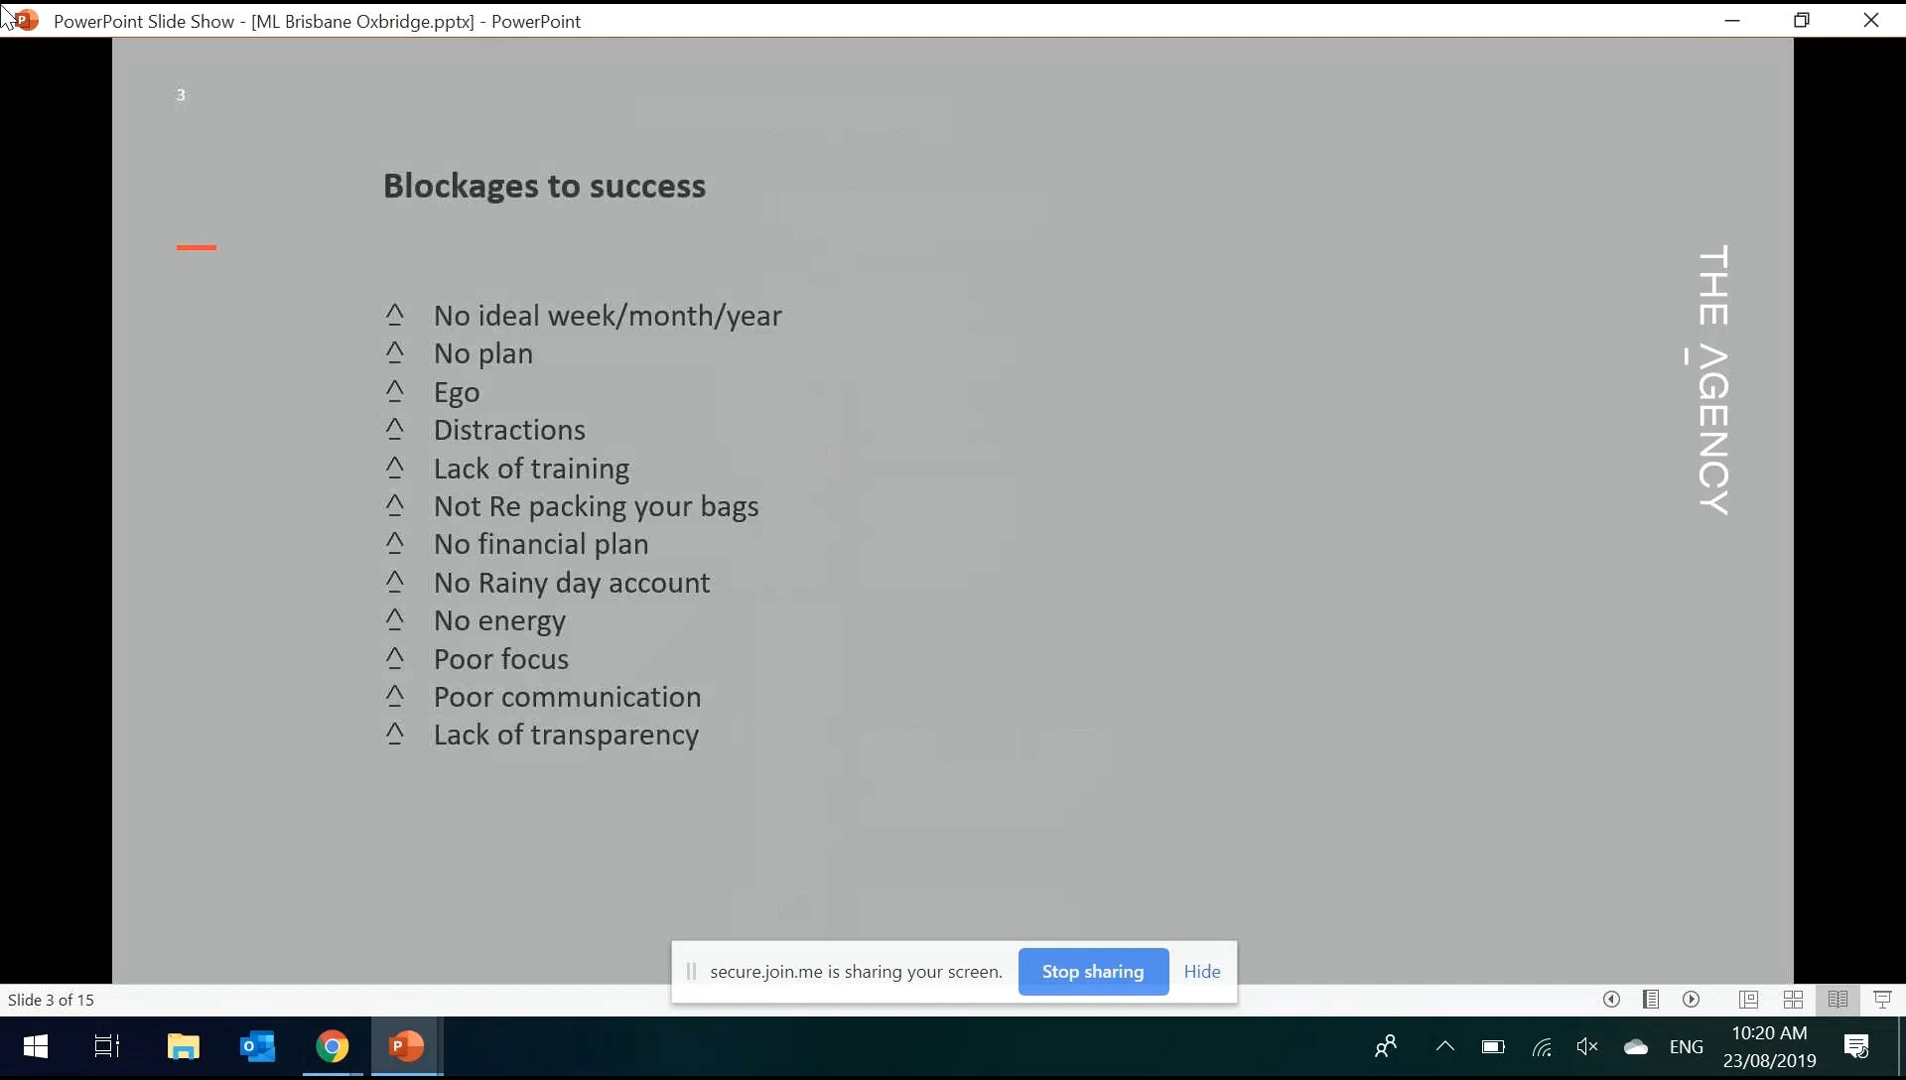 PowerPoint Slide Show - [ML Brisbane Oxbridge.pptx] - PowerPoint
3
Blockages to success
No ideal week/month/year
No plan
Ego
Distractions
Lack of training
Not Re packing your bags
No financial plan
No Rainy day account
No energy
Poor focus
Poor communication
Lack of transparency
THE AGENCY
secure.join.me is sharing your screen.
Stop sharing
Hide
Slide 3 of 15
ENG
10:20 AM
23/08/2019